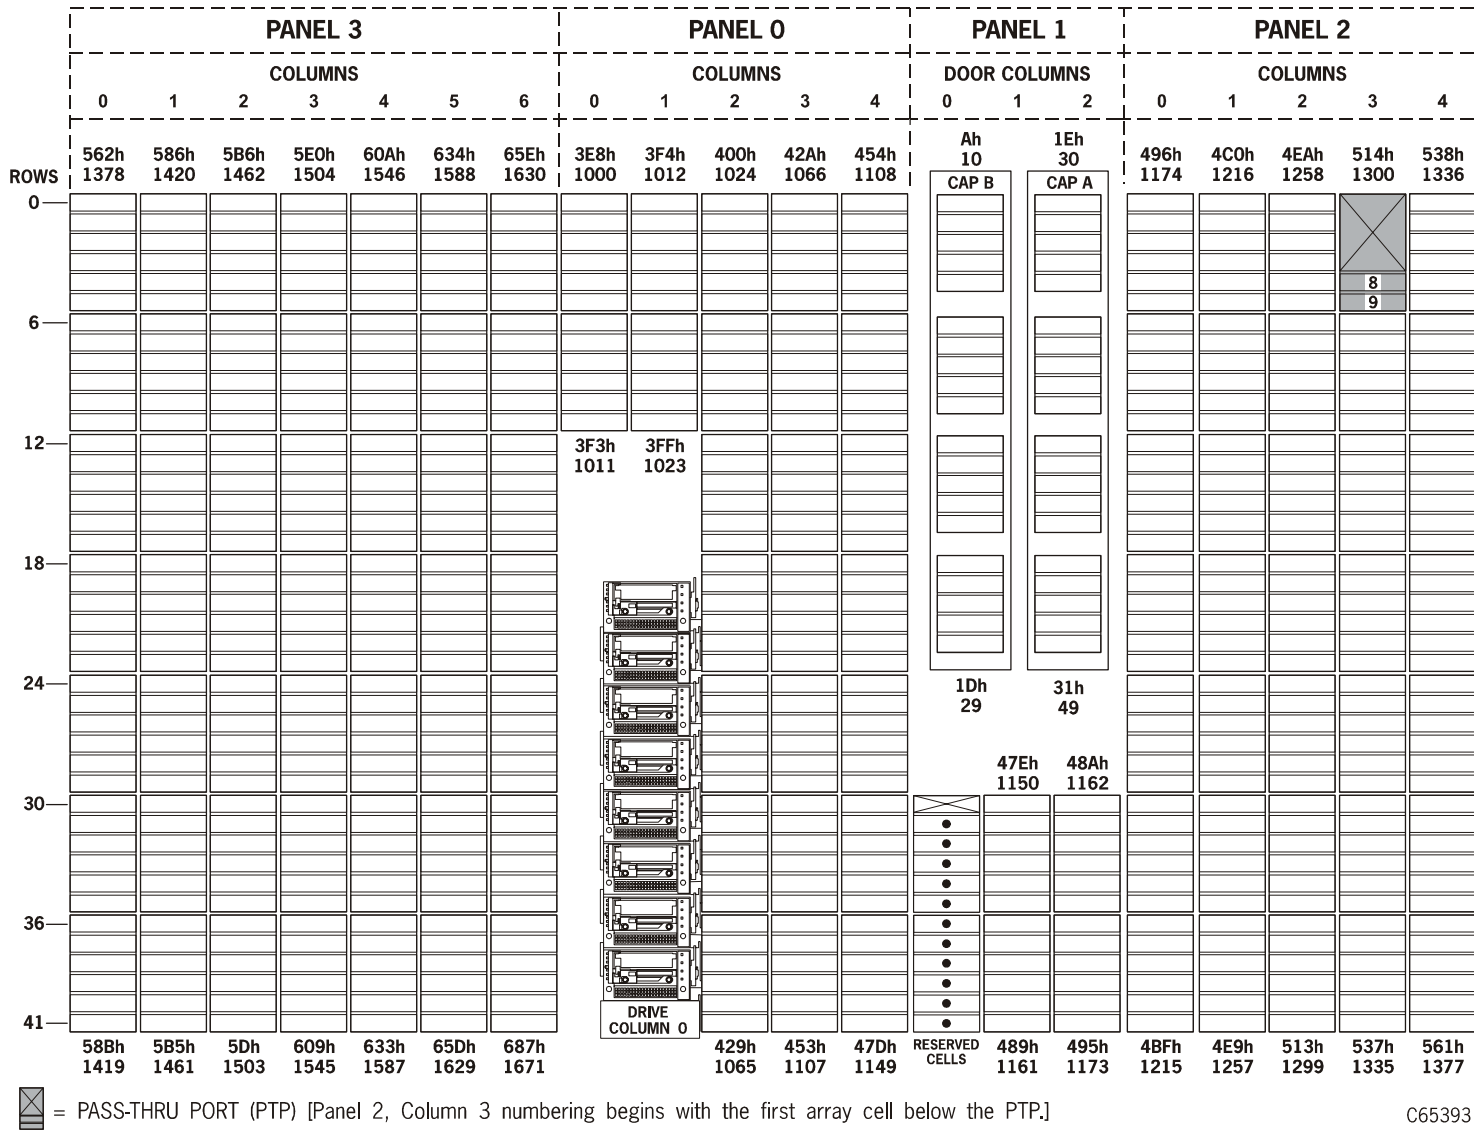 PANEL 3 PANEL 0 PANEL 1 PANEL 2
COLUMNS COLUMNS DOOR COLUMNS COLUMNS
0 1 2 3 4 5 6 0 1 2 3 4 0 1 2 0 1 2 3 4
Ah 1Eh
10 30
562h 586h 5B6h 5E0h 60Ah 634h 65Eh 3E8h 3F4h 400h 42Ah 454h 496h 4C0h 4EAh 514h 538h
ROWS 1378 1420 1462 1504 1546 1588 1630 1000 1012 1024 1066 1108 1174 1216 1258 1300 1336
CAP B CAP A
0
8
9
6
12
3F3h 3FFh
1011 1023
18
24
1Dh 31h
29 49
47Eh 48Ah
1150 1162
30
36
41
DRIVE
COLUMN 0
RESERVED
CELLS
58Bh 5B5h 5Dh 609h 633h 65Dh 687h 429h 453h 47Dh 489h 495h 4BFh 4E9h 513h 537h 561h
1419 1461 1503 1545 1587 1629 1671 1065 1107 1149 1161 1173 1215 1257 1299 1335 1377
= PASS-THRU PORT (PTP) [Panel 2, Column 3 numbering begins with the first array cell below the PTP.]
C65393